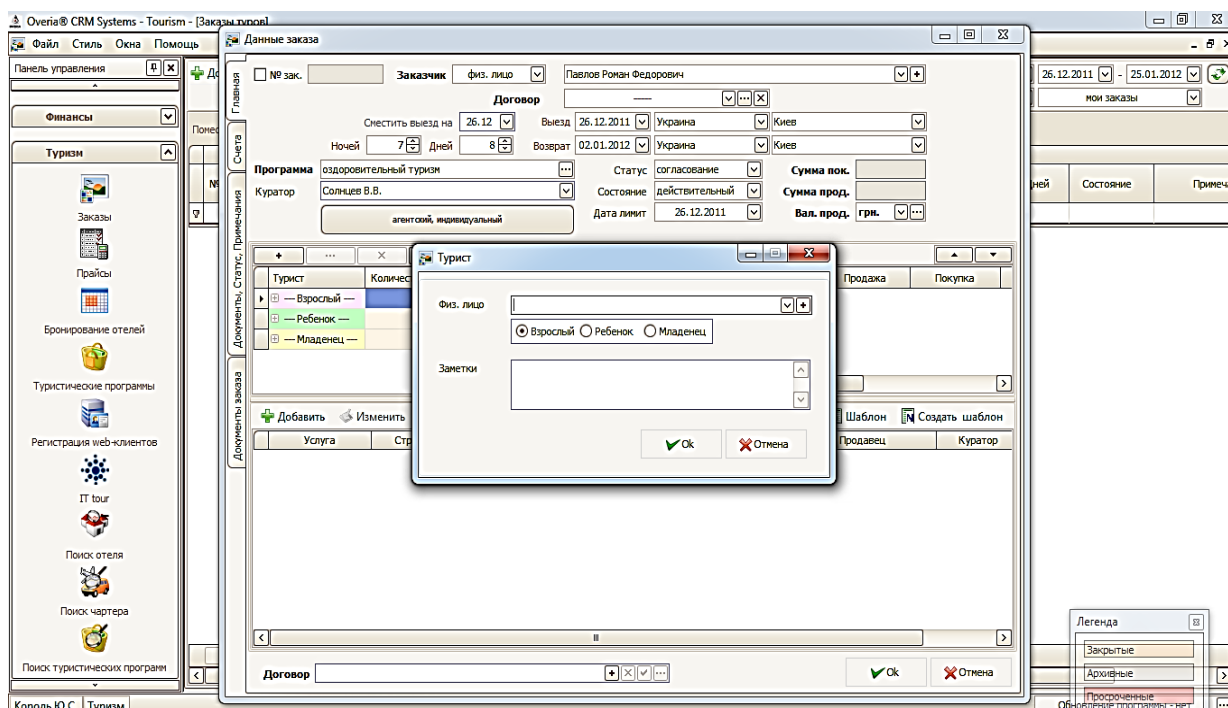 Overia® CRM Systems - Tourism - [Заказы туров]
Файл Стиль Окна Помощь
Панель управления
Финансы
Туризм
Заказы
Прайсы
Бронирование отелей
Туристические программы
Регистрация web-клиентов
IT tour
Поиск отеля
Поиск чартера
Поиск туристических программ
Король Ю.С. Туризм
Данные заказа
Главная
Счета
Документы, Статус, Примечания
Документы заказа
№ зак. Заказчик физ. лицо Павлов Роман Федорович
Договор -----
Сместить выезд на 26.12 Выезд 26.12.2011 Украина Киев
Ночей 7 Дней 8 Возврат 02.01.2012 Украина Киев
Программа оздоровительный туризм ... Статус согласование Сумма пок.
Куратор Солнцев В.В. Состояние действительный Сумма прод.
агентский, индивидуальный Дата лимит 26.12.2011 Вал. прод. грн. ...
Турист Количес Продажа Покупка
--- Взрослый ---
--- Ребенок ---
--- Младенец ---
Добавить Изменить Шаблон Создать шаблон
Услуга Стр Продавец Куратор
Договор
Ok Отмена
Турист
Физ. лицо
Взрослый Ребенок Младенец
Заметки
Ok Отмена
26.12.2011 - 25.01.2012
мои заказы
дней Состояние Примеч
Легенда
Закрытые
Архивные
Просроченные
Обновление программы - нет